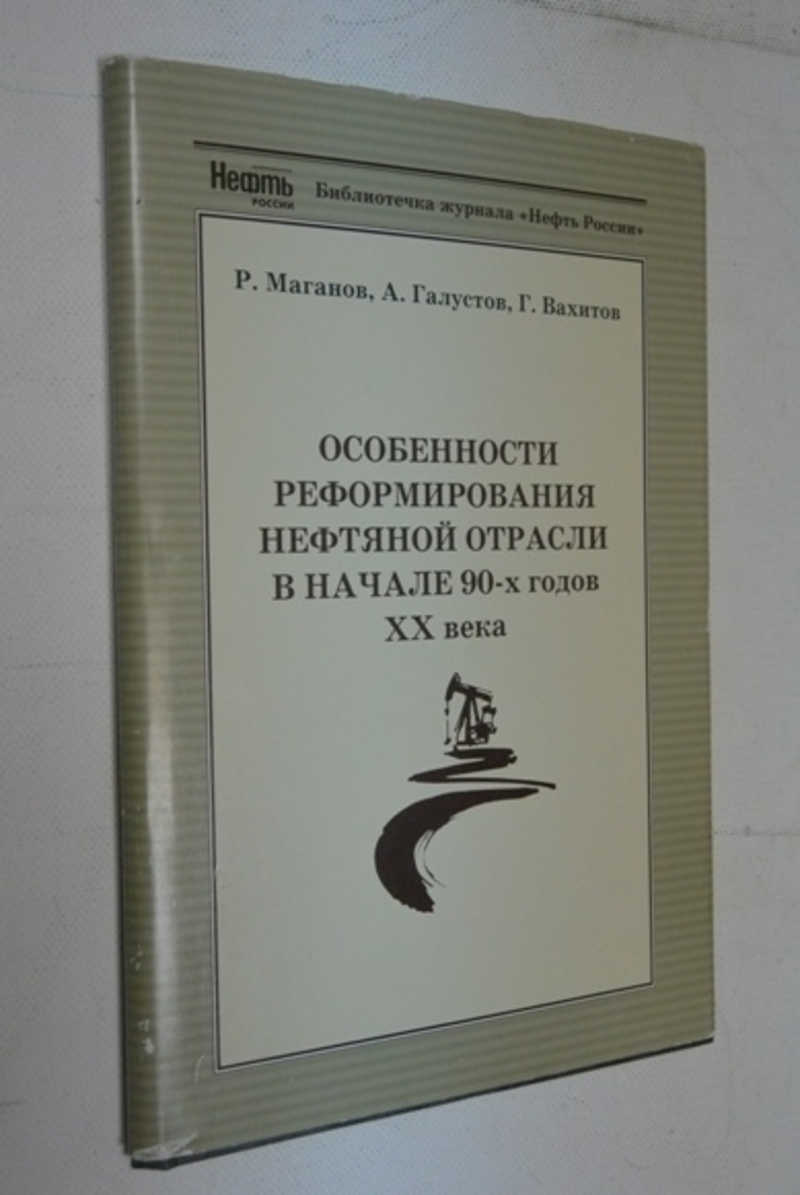 Нефть
РОССИИ
Библиотечка журнала «Нефть России»
Р. Маганов, А. Галустов, Г. Вахитов
ОСОБЕННОСТИ
РЕФОРМИРОВАНИЯ
НЕФТЯНОЙ ОТРАСЛИ
В НАЧАЛЕ 90-х годов
XX века